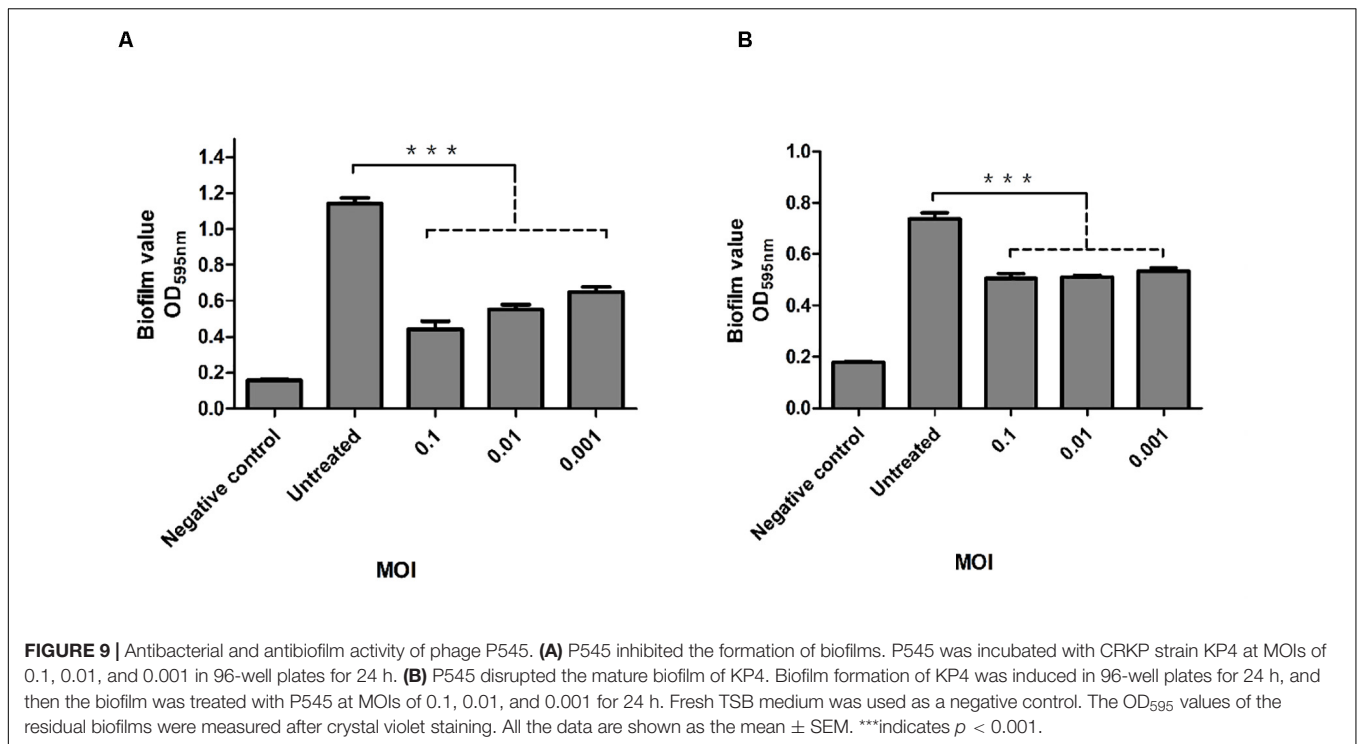 A
B
Biofilm value
OD595nm
1.4
1.2
1.0
0.8
0.6
0.4
0.2
0.0
* * *
Negative control
Untreated
0.1
0.01
0.001
MOI
Biofilm value
OD595nm
1.0
0.8
0.6
0.4
0.2
0.0
* * *
Negative control
Untreated
0.1
0.01
0.001
MOI
FIGURE 9 | Antibacterial and antibiofilm activity of phage P545. (A) P545 inhibited the formation of biofilms. P545 was incubated with CRKP strain KP4 at MOIs of
0.1, 0.01, and 0.001 in 96-well plates for 24 h. (B) P545 disrupted the mature biofilm of KP4. Biofilm formation of KP4 was induced in 96-well plates for 24 h, and
then the biofilm was treated with P545 at MOIs of 0.1, 0.01, and 0.001 for 24 h. Fresh TSB medium was used as a negative control. The OD595 values of the
residual biofilms were measured after crystal violet staining. All the data are shown as the mean ± SEM. ***indicates p < 0.001.